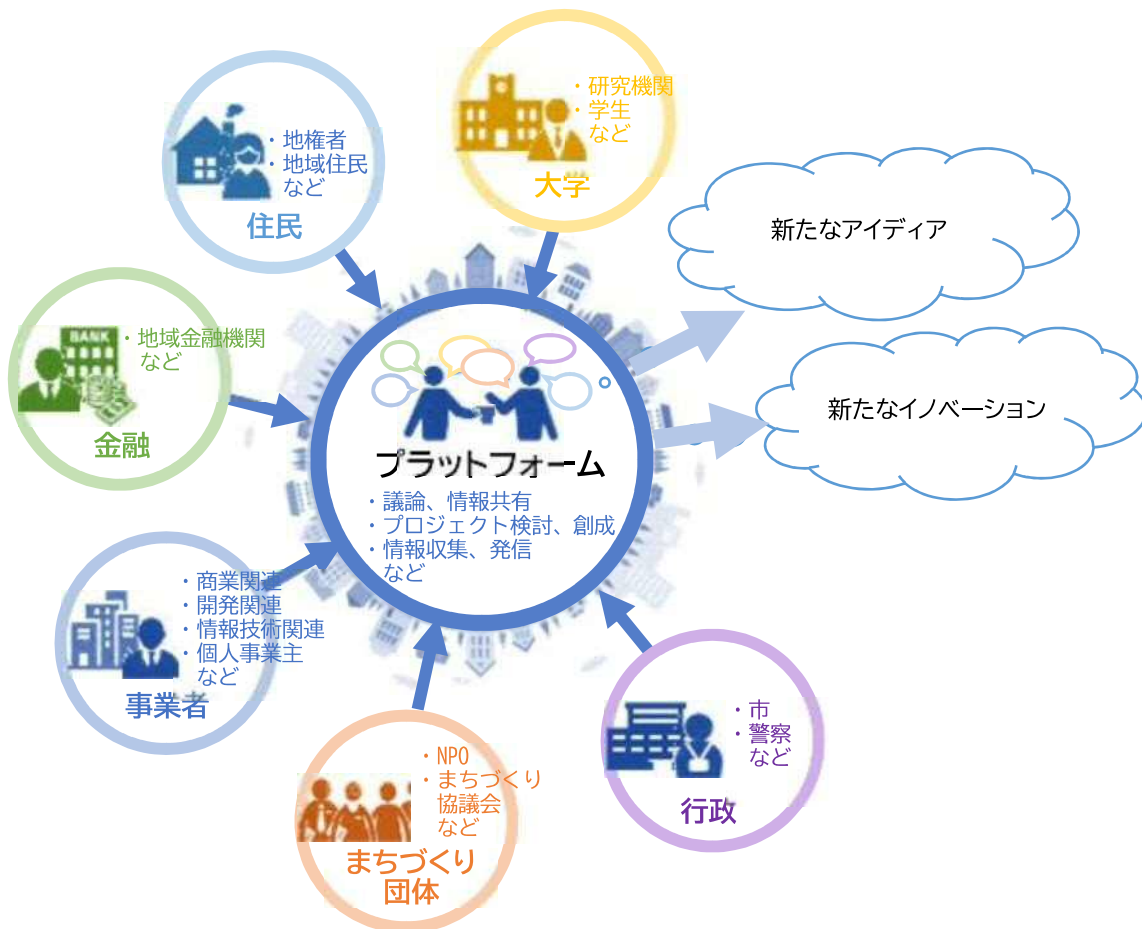 ・研究機関
・学生
など
大学
・地権者
・地域住民
など
住民
新たなアイディア
BANK
・地域金融機関
など
金融
新たなイノベーション
プラットフォーム
・議論、情報共有
・プロジェクト検討、創成
・情報収集、発信
など
・商業関連
・開発関連
・情報技術関連
・個人事業主
など
事業者
・市
・警察
など
行政
・NPO
・まちづくり
協議会
など
まちづくり
団体